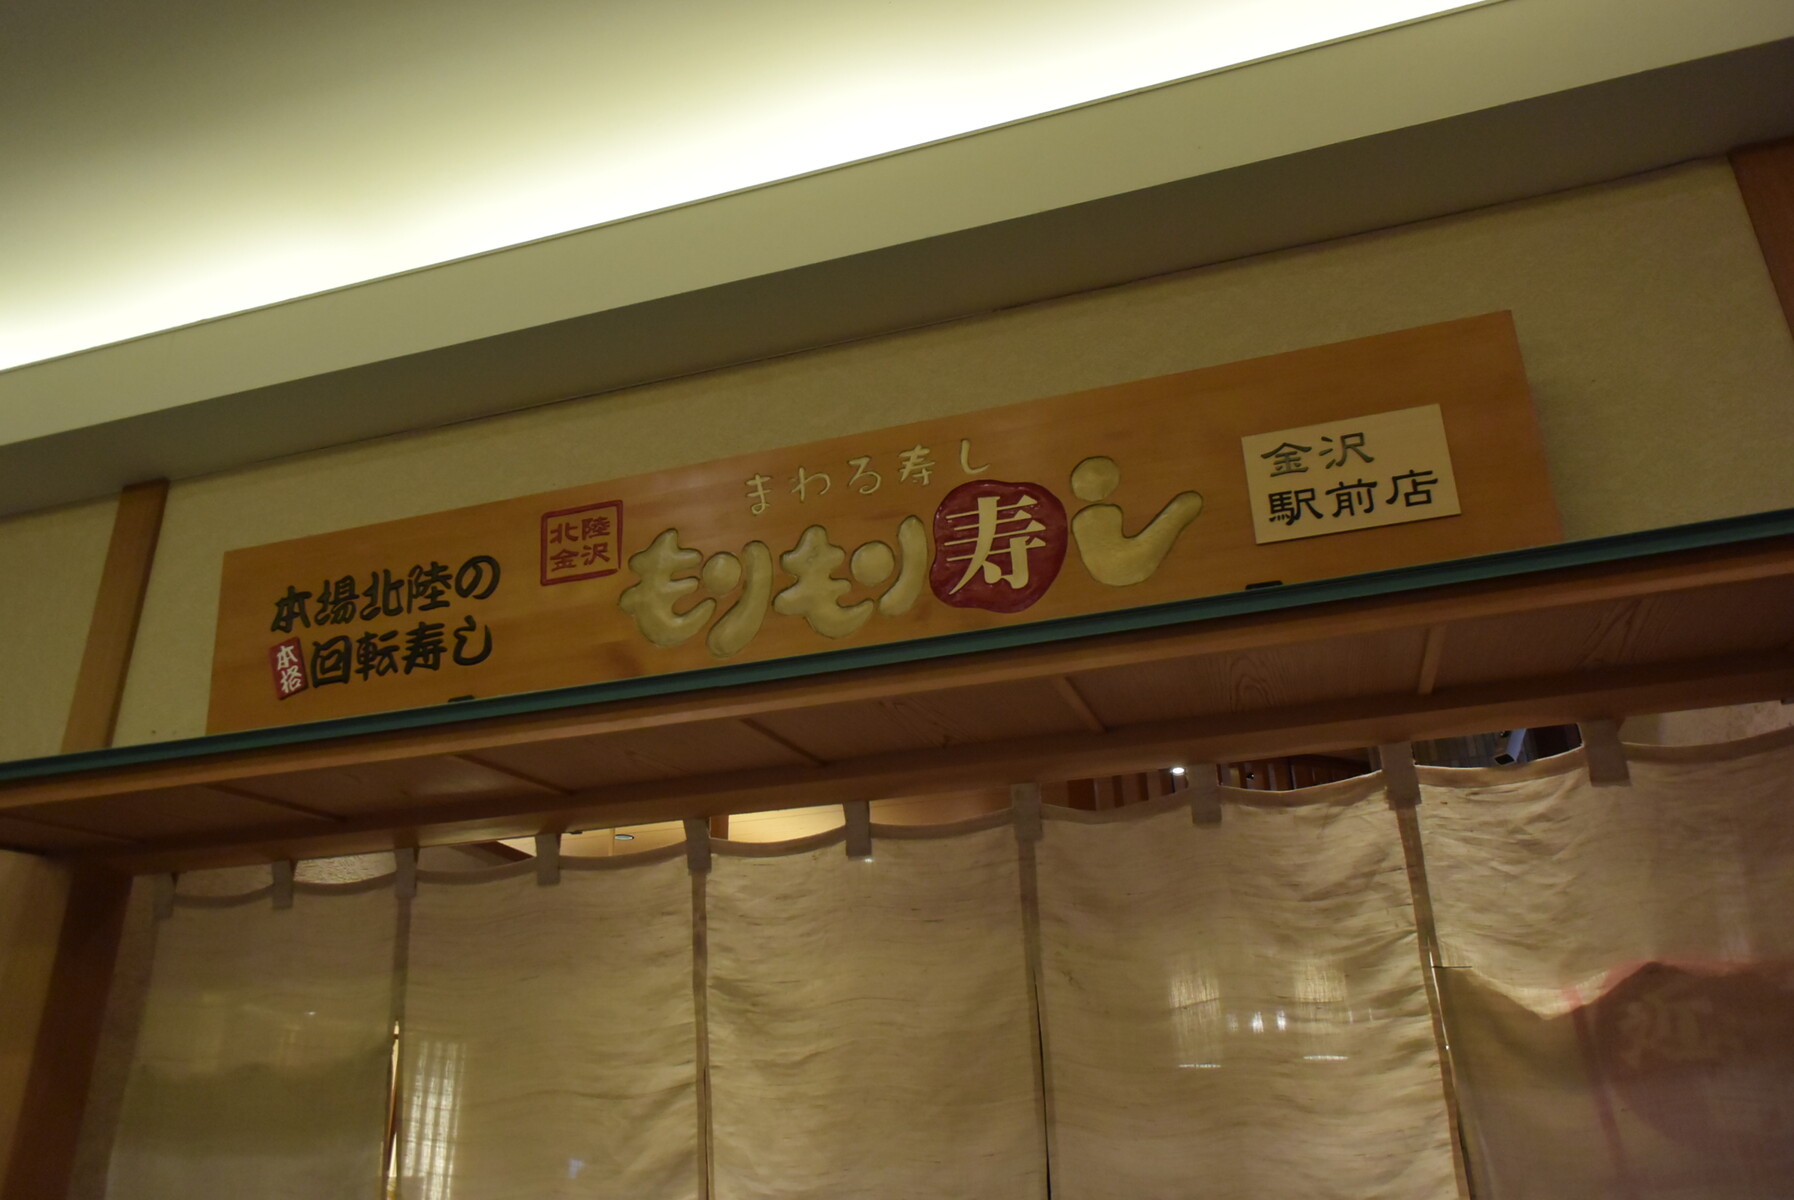 本場北陸の
本格
回転寿し
北陸
金沢
まわる寿し
もりもり寿し
金沢
駅前店